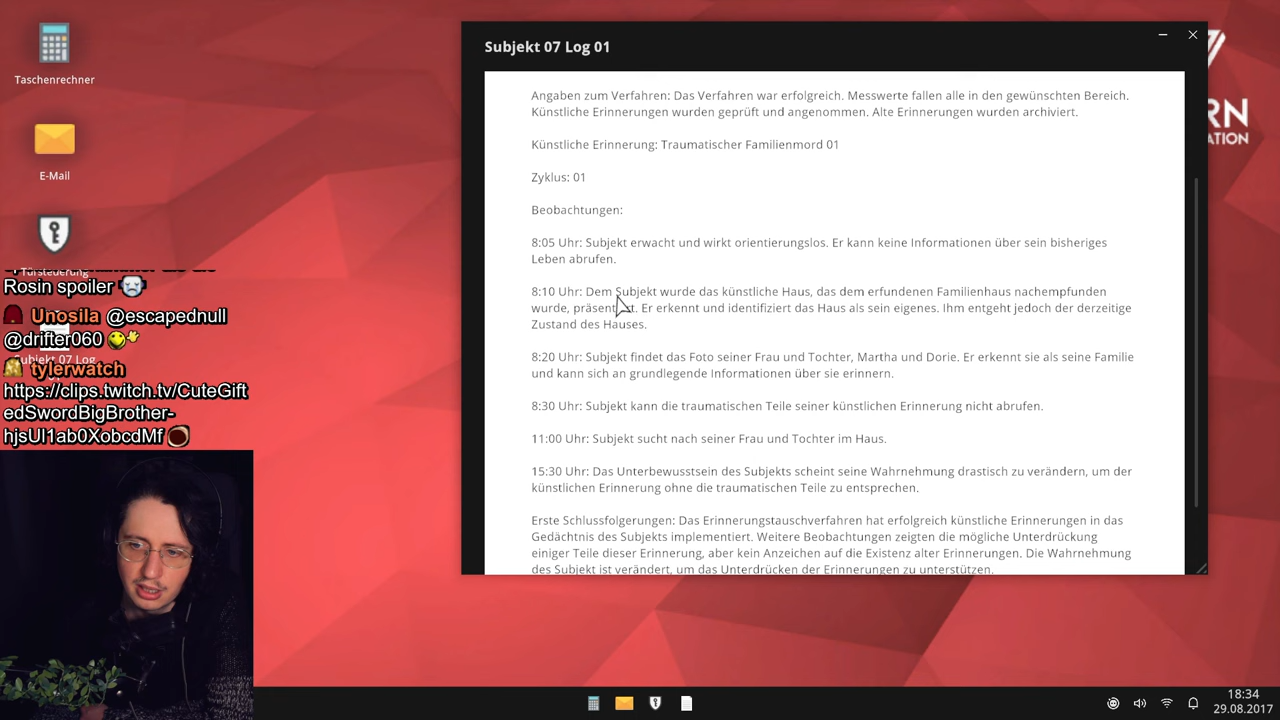 Taschenrechner
E-Mail
Türsteuerung
Subjekt 07 Log
Rosin spoiler
Unosila @escapednull
@drifter060
tylerwatch
https://clips.twitch.tv/CuteGift
edSwordBigBrother-
hjsUl1ab0XobcdMf
Subjekt 07 Log 01
Angaben zum Verfahren: Das Verfahren war erfolgreich. Messwerte fallen alle in den gewünschten Bereich.
Künstliche Erinnerungen wurden geprüft und angenommen. Alte Erinnerungen wurden archiviert.
Künstliche Erinnerung: Traumatischer Familienmord 01
Zyklus: 01
Beobachtungen:
8:05 Uhr: Subjekt erwacht und wirkt orientierungslos. Er kann keine Informationen über sein bisheriges
Leben abrufen.
8:10 Uhr: Dem Subjekt wurde das künstliche Haus, das dem erfundenen Familienhaus nachempfunden
wurde, präsentiert. Er erkennt und identifiziert das Haus als sein eigenes. Ihm entgeht jedoch der derzeitige
Zustand des Hauses.
8:20 Uhr: Subjekt findet das Foto seiner Frau und Tochter, Martha und Dorie. Er erkennt sie als seine Familie
und kann sich an grundlegende Informationen über sie erinnern.
8:30 Uhr: Subjekt kann die traumatischen Teile seiner künstlichen Erinnerung nicht abrufen.
11:00 Uhr: Subjekt sucht nach seiner Frau und Tochter im Haus.
15:30 Uhr: Das Unterbewusstsein des Subjekts scheint seine Wahrnehmung drastisch zu verändern, um der
künstlichen Erinnerung ohne die traumatischen Teile zu entsprechen.
Erste Schlussfolgerungen: Das Erinnerungstauschverfahren hat erfolgreich künstliche Erinnerungen in das
Gedächtnis des Subjekts implementiert. Weitere Beobachtungen zeigten die mögliche Unterdrückung
einiger Teile dieser Erinnerung, aber kein Anzeichen auf die Existenz alter Erinnerungen. Die Wahrnehmung
des Subjekt ist verändert, um das Unterdrücken der Erinnerungen zu unterstützen.
RN
ATION
18:34
29.08.2017